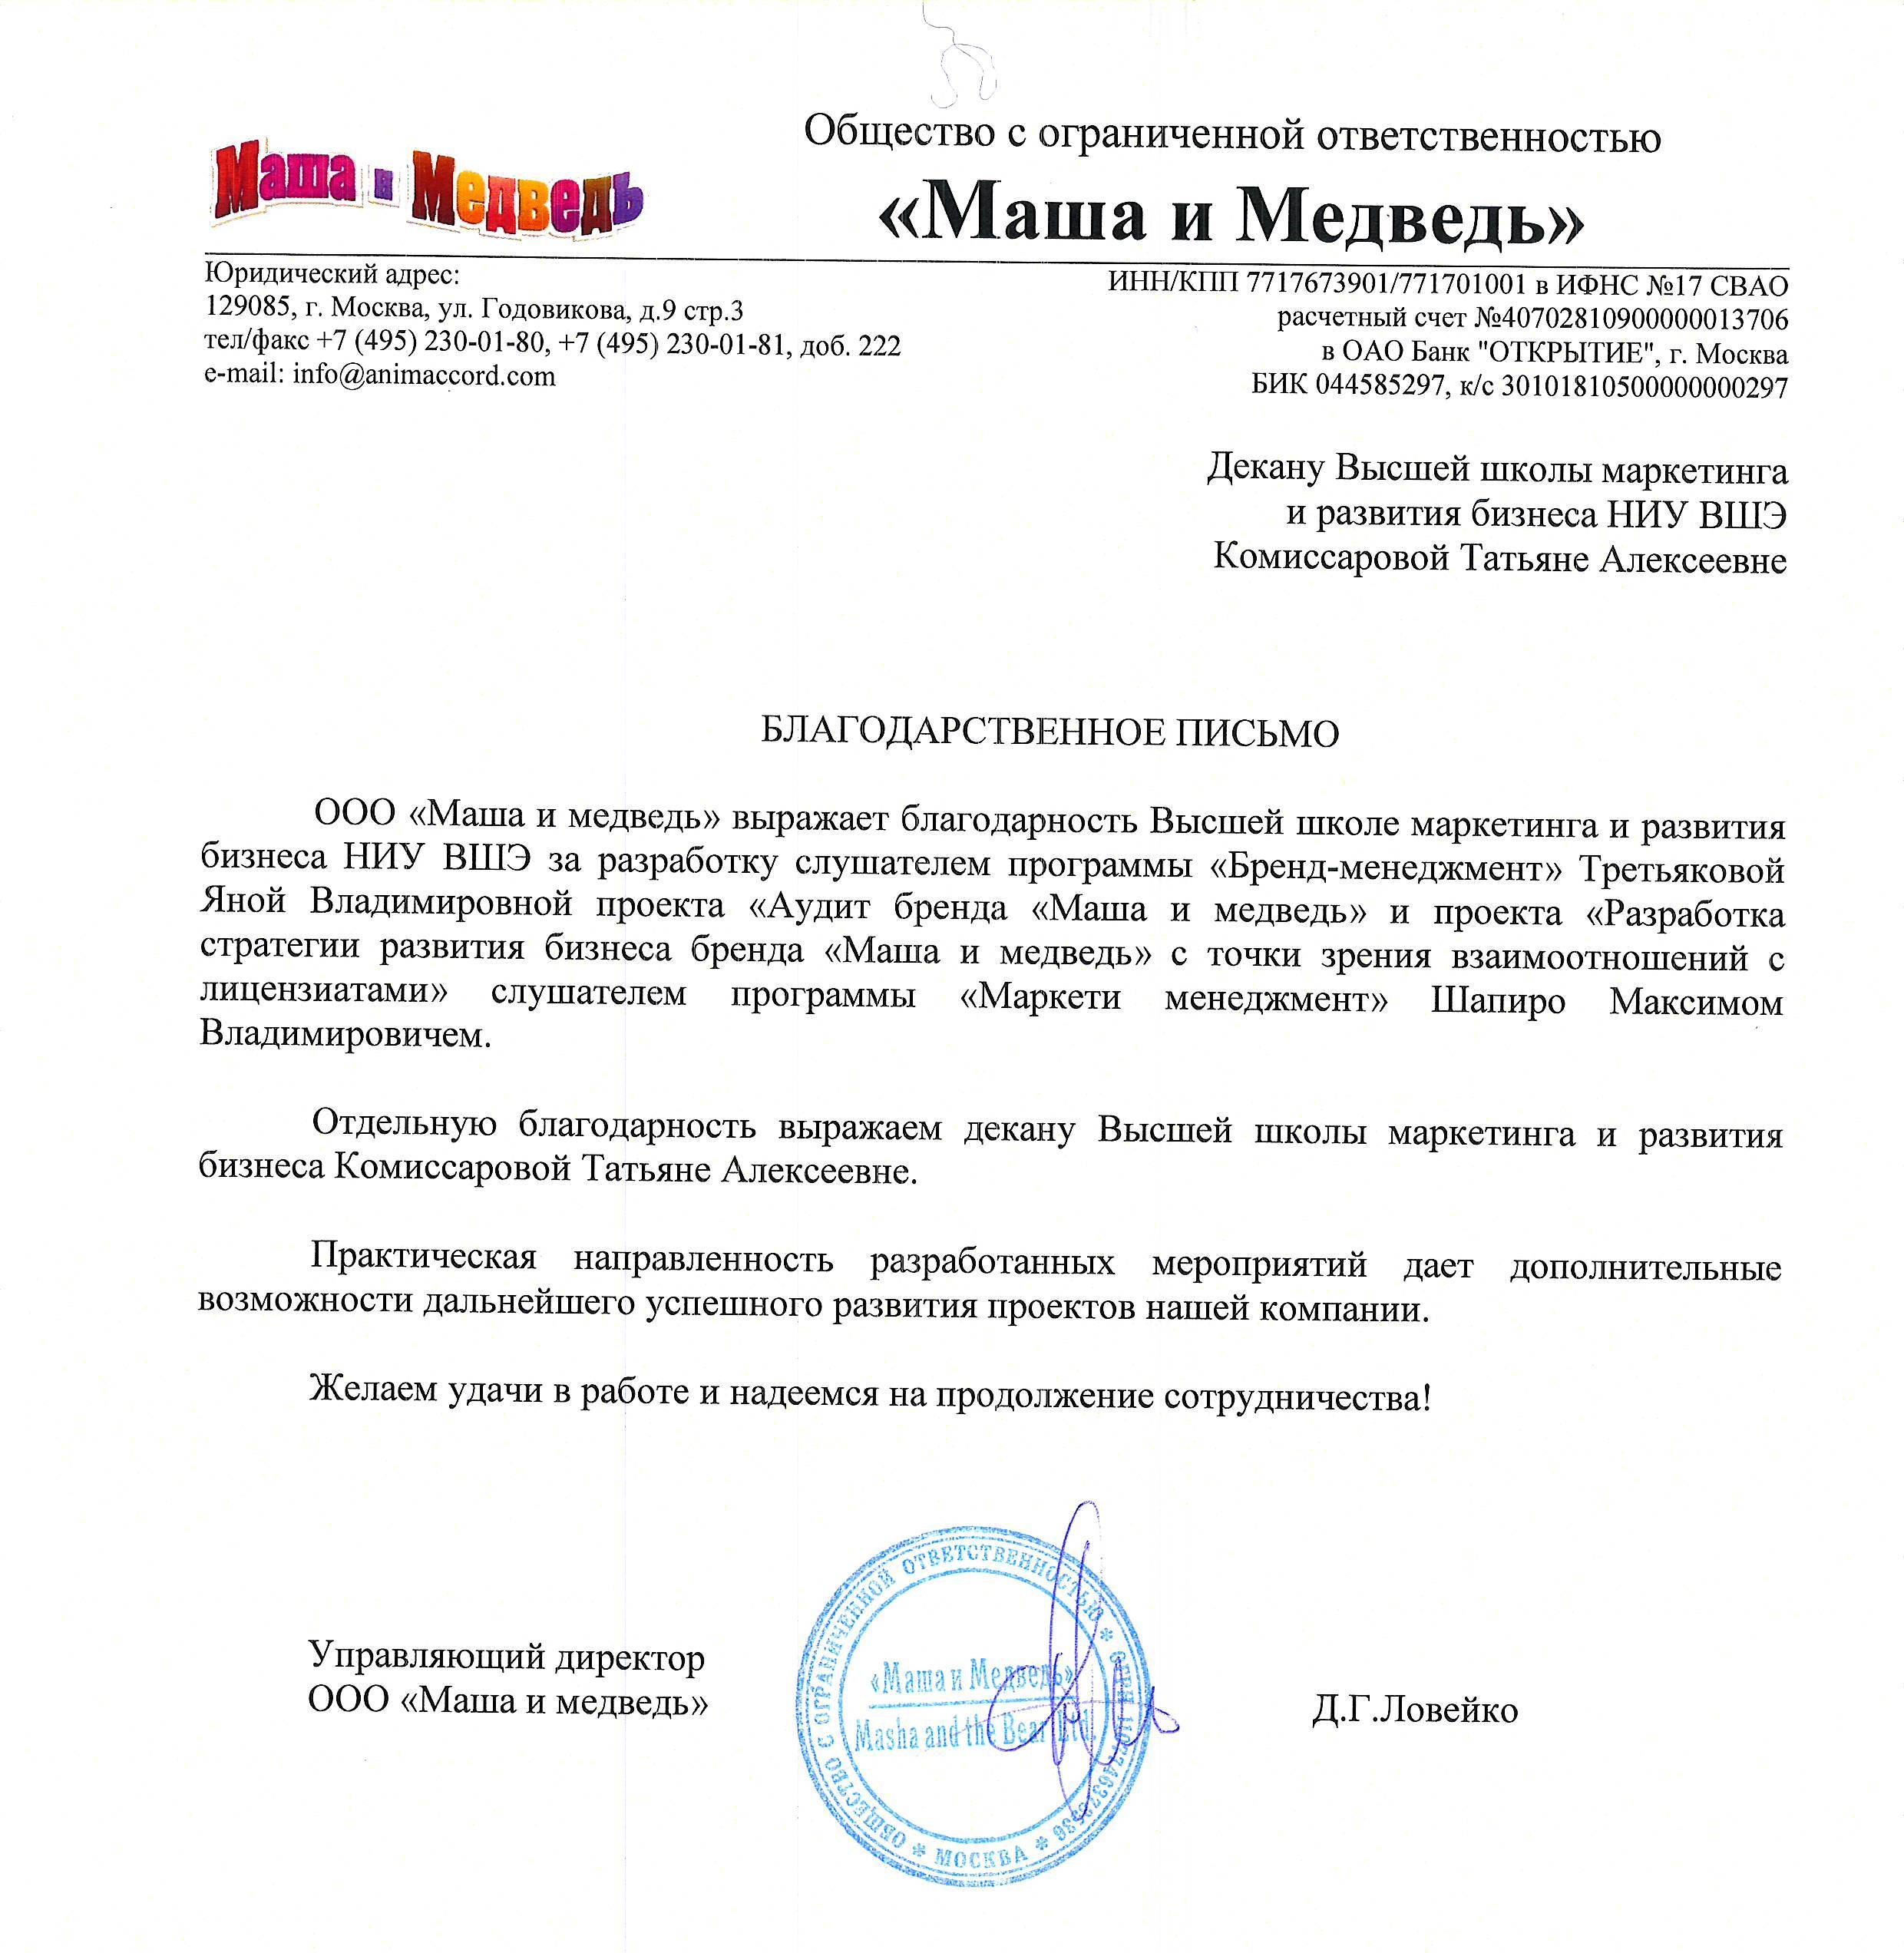 Маша и Медведь
Общество с ограниченной ответственностью
«Маша и Медведь»
Юридический адрес:
129085, г. Москва, ул. Годовикова, д.9 стр.3
тел/факс +7 (495) 230-01-80, +7 (495) 230-01-81, доб. 222
e-mail: info@animaccord.com
ИНН/КПП 7717673901/771701001 в ИФНС №17 СВАО
расчетный счет №40702810900000013706
в ОАО Банк "ОТКРЫТИЕ", г. Москва
БИК 044585297, к/с 30101810500000000297
Декану Высшей школы маркетинга
и развития бизнеса НИУ ВШЭ
Комиссаровой Татьяне Алексеевне
БЛАГОДАРСТВЕННОЕ ПИСЬМО
ООО «Маша и медведь» выражает благодарность Высшей школе маркетинга и развития
бизнеса НИУ ВШЭ за разработку слушателем программы «Бренд-менеджмент» Третьяковой
Яной Владимировной проекта «Аудит бренда «Маша и медведь» и проекта «Разработка
стратегии развития бизнеса бренда «Маша и медведь» с точки зрения взаимоотношений с
лицензиатами» слушателем программы «Маркети менеджмент» Шапиро Максимом
Владимировичем.
Отдельную благодарность выражаем декану Высшей школы маркетинга и развития
бизнеса Комиссаровой Татьяне Алексеевне.
Практическая направленность разработанных мероприятий дает дополнительные
возможности дальнейшего успешного развития проектов нашей компании.
Желаем удачи в работе и надеемся на продолжение сотрудничества!
Управляющий директор
ООО «Маша и медведь»
ОБЩЕСТВО С ОГРАНИЧЕННОЙ ОТВЕТСТВЕННОСТЬЮ * ОГРН
* МОСКВА *
«Маша и Медведь»
Masha and the Bear Ltd.
Д.Г.Ловейко